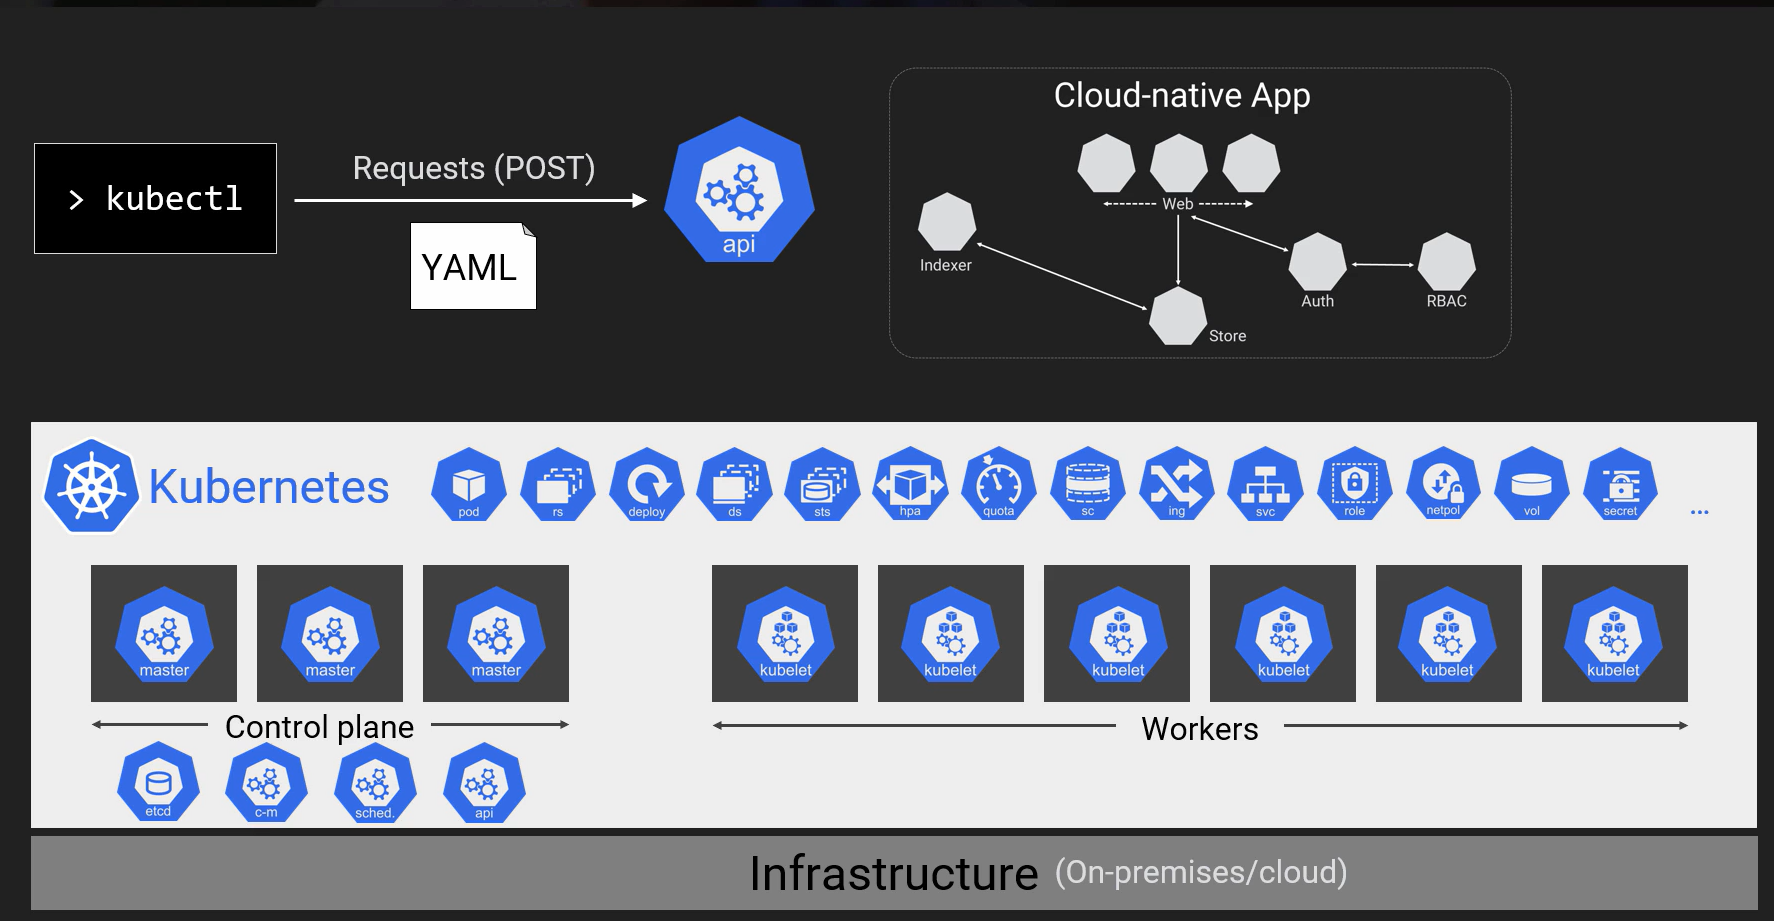 > kubectl
Requests (POST)
YAML
api
Cloud-native App
Web
Indexer
Auth
RBAC
Store
Kubernetes
pod
rs
deploy
ds
sts
hpa
quota
sc
ing
svc
role
netpol
vol
secret
...
master
master
master
kubelet
kubelet
kubelet
kubelet
kubelet
kubelet
Control plane
Workers
etcd
c-m
sched.
api
Infrastructure (On-premises/cloud)